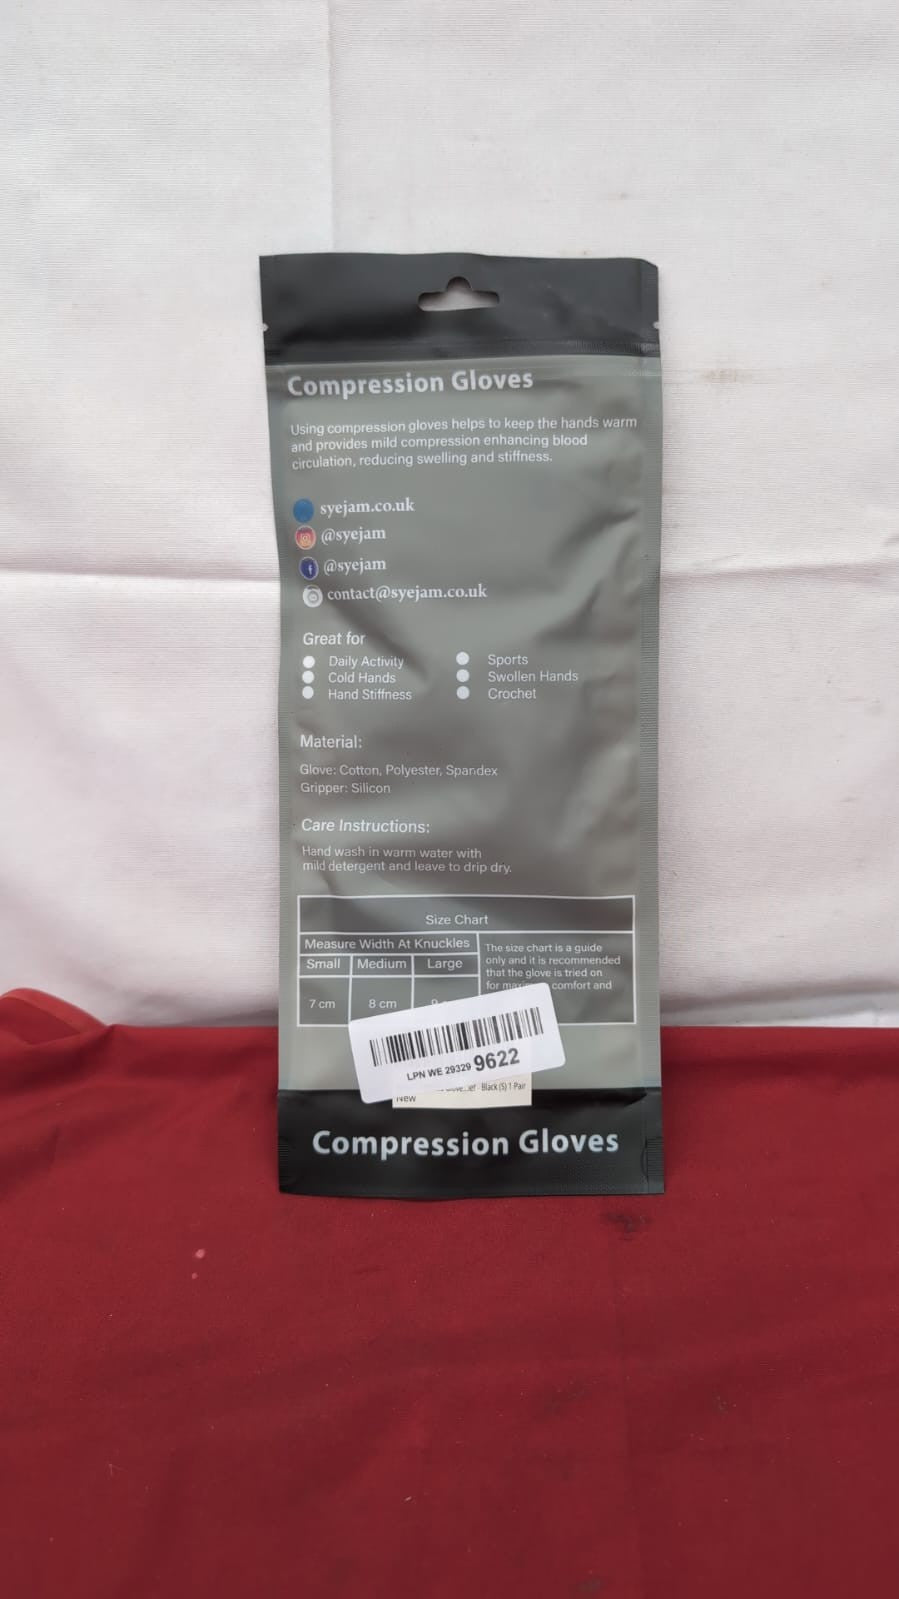 Compression Gloves
Using compression gloves helps to keep the hands warm
and provides mild compression enhancing blood
circulation, reducing swelling and stiffness.
syejam.co.uk
@syejam
@syejam
contact@syejam.co.uk
Great for
Daily Activity
Cold Hands
Hand Stiffness
Sports
Swollen Hands
Crochet
Material:
Glove: Cotton, Polyester, Spandex
Gripper: Silicon
Care Instructions:
Hand wash in warm water with
mild detergent and leave to drip dry.
Size Chart
Measure Width At Knuckles
Small Medium Large
7 cm 8 cm
The size chart is a guide
only and it is recommended
that the glove is tried on
for comfort and
LPN WE 29329 9622
Black (S) 1 Pair
New
Compression Gloves